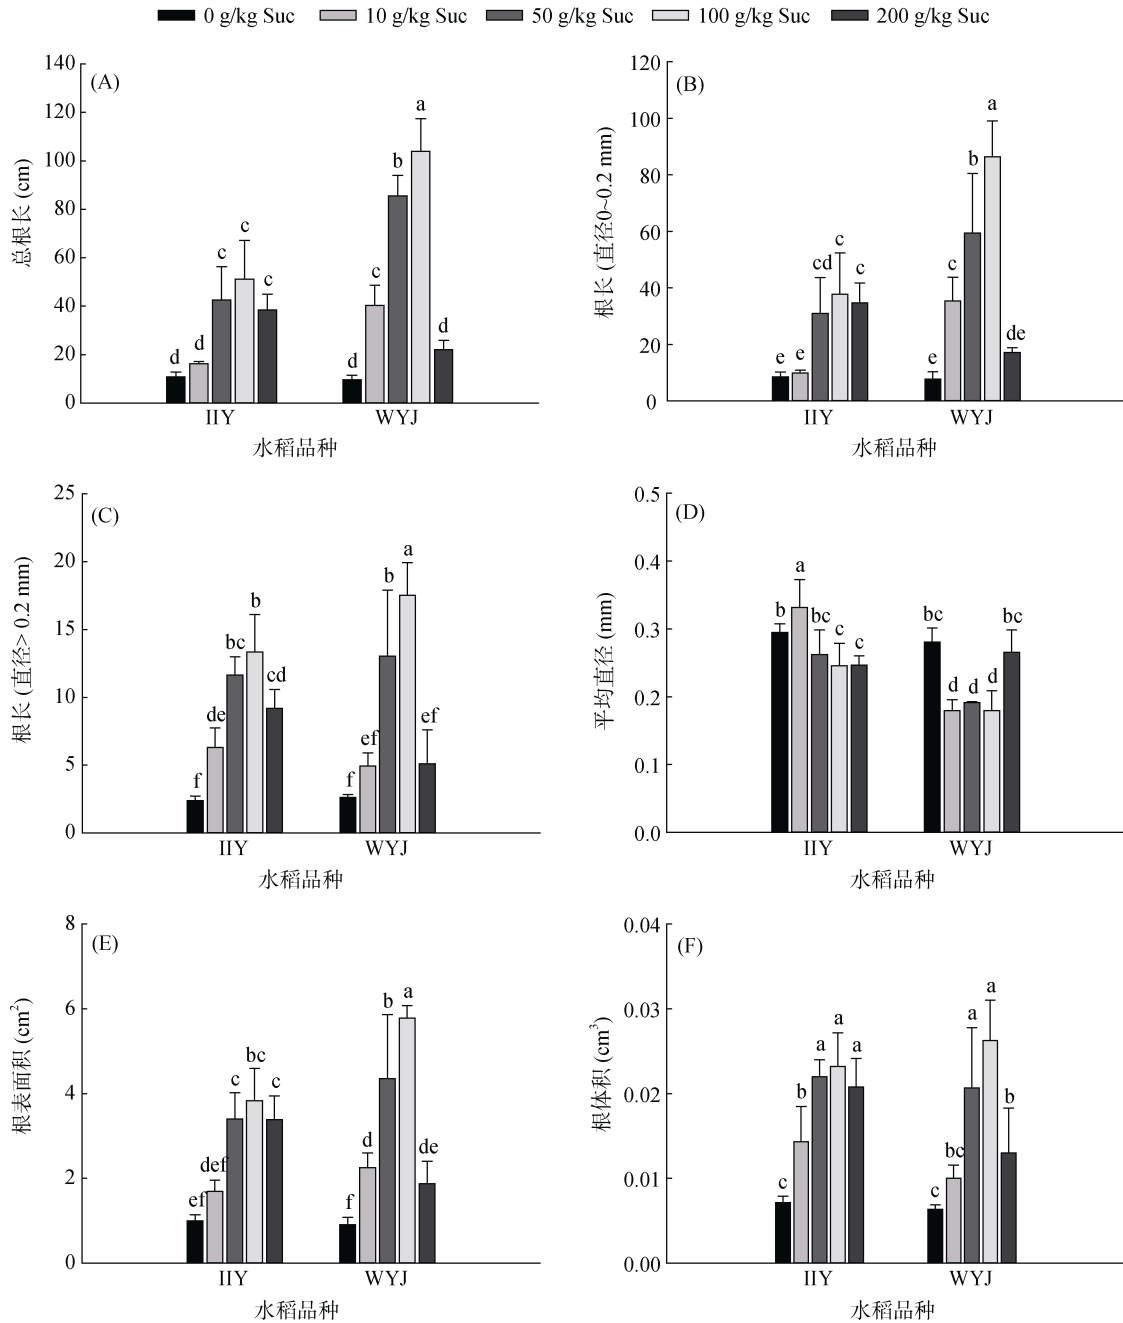 0 g/kg Suc 10 g/kg Suc 50 g/kg Suc 100 g/kg Suc 200 g/kg Suc
(A)
总根长 (cm)
140
120
100
80
60
40
20
0
d d c c c d c b a d
IIY WYJ
水稻品种
(B)
根长 (直径0~0.2 mm)
120
100
80
60
40
20
0
e e cd c c e c b a de
IIY WYJ
水稻品种
(C)
根长 (直径> 0.2 mm)
25
20
15
10
5
0
f de bc b cd f ef b a ef
IIY WYJ
水稻品种
(D)
平均直径 (mm)
0.5
0.4
0.3
0.2
0.1
0.0
b a bc c c bc d d d bc
IIY WYJ
水稻品种
(E)
根表面积 (cm²)
8
6
4
2
0
ef def c bc c f d b a de
IIY WYJ
水稻品种
(F)
根体积 (cm³)
0.04
0.03
0.02
0.01
0.00
c b a a a c bc a a b
IIY WYJ
水稻品种